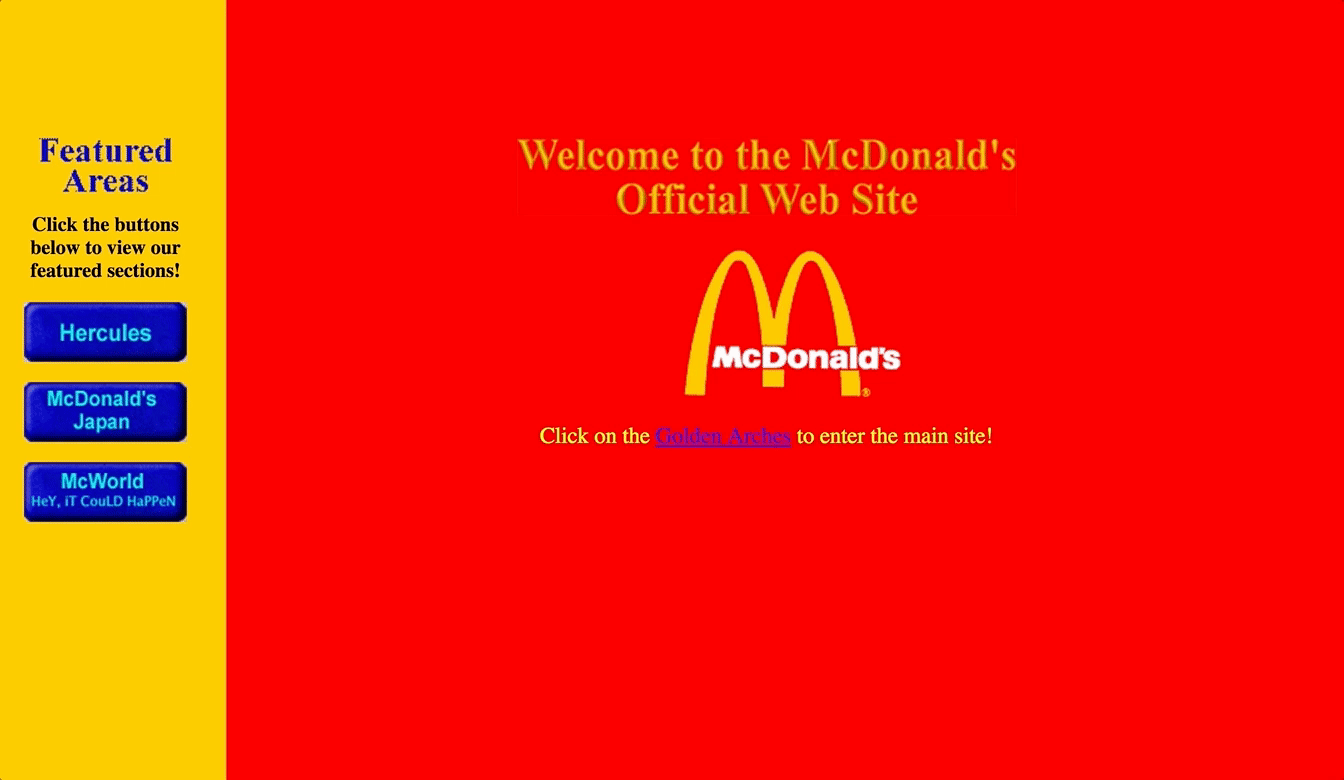 Featured
Areas
Click the buttons
below to view our
featured sections!
Hercules
McDonald's
Japan
McWorld
HeY, iT CouLD HaPPeN
Welcome to the McDonald's
Official Web Site
McDonald's
®
Click on the Golden Arches to enter the main site!